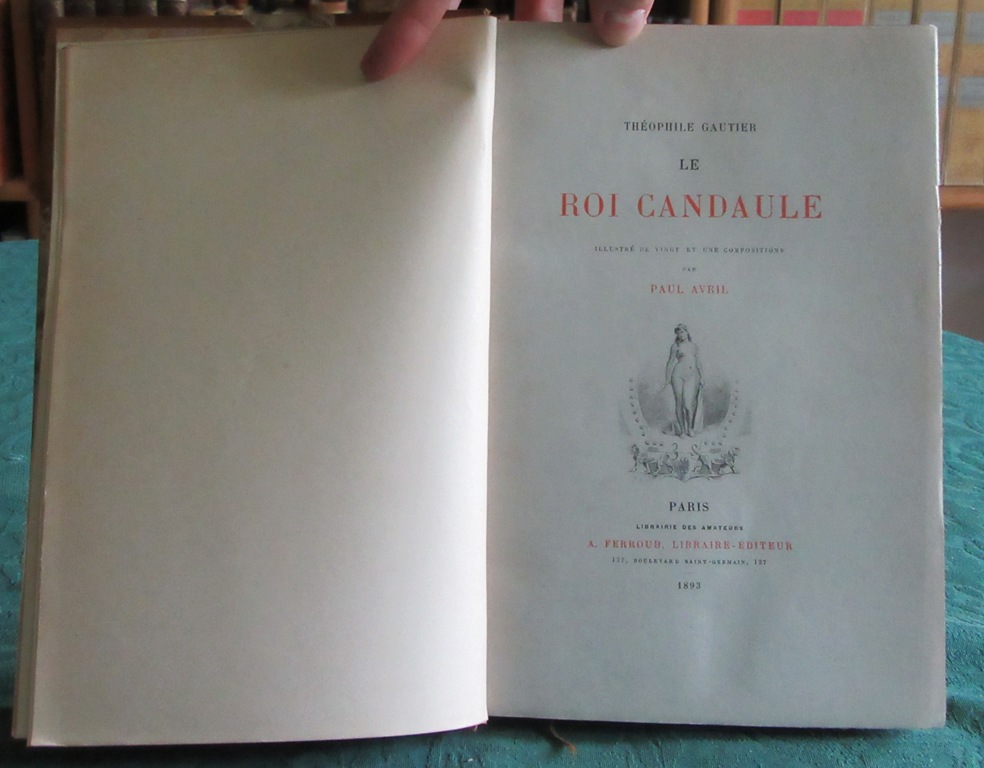 THÉOPHILE GAUTIER
LE
ROI CANDAULE
ILLUSTRÉ DE VINGT ET UNE COMPOSITIONS
PAR
PAUL AVRIL
PARIS
LIBRAIRIE DES AMATEURS
A. FERROUD, LIBRAIRE-ÉDITEUR
127, BOULEVARD SAINT-GERMAIN, 127
1893